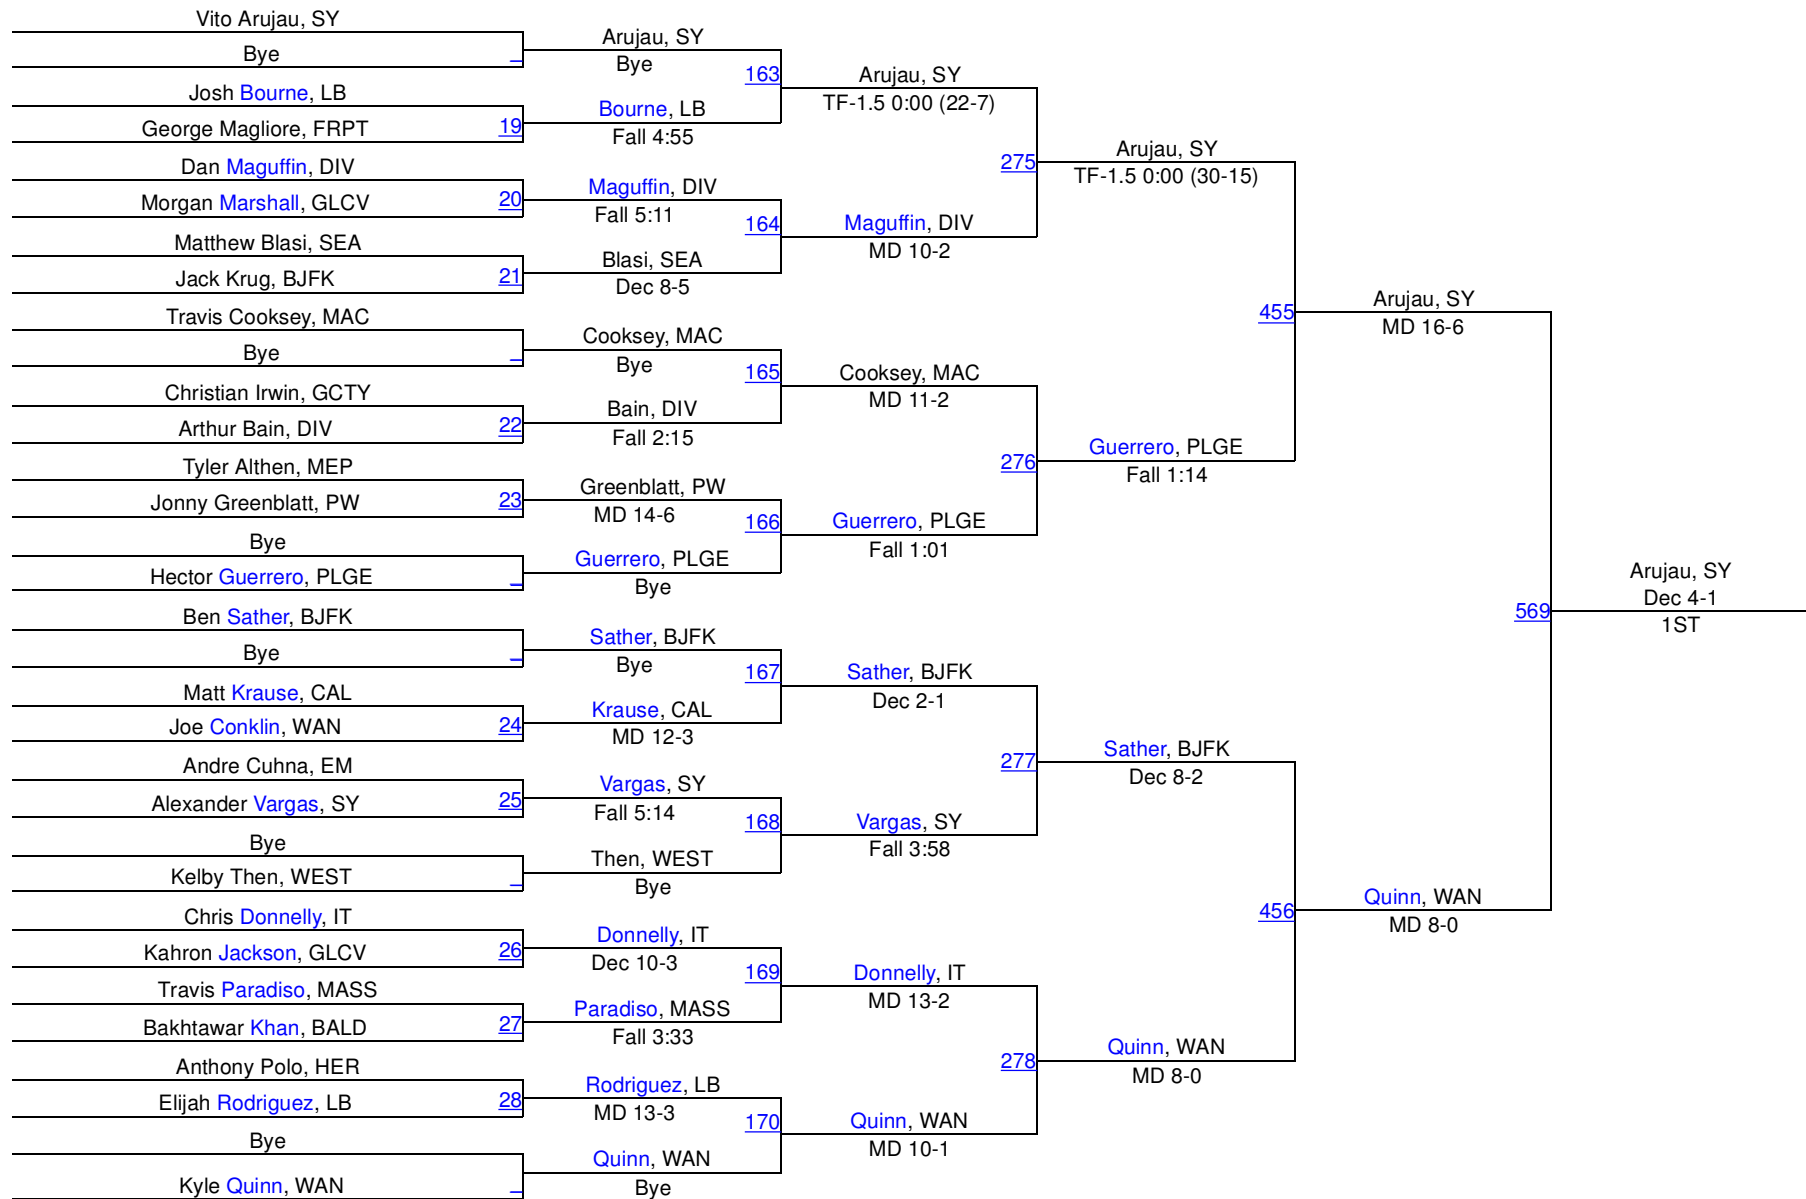 Vito Arujau, SY
Bye
Josh Bourne, LB
George Magliore, FRPT
19
Dan Maguffin, DIV
Morgan Marshall, GLCV
20
Matthew Blasi, SEA
Jack Krug, BJFK
21
Travis Cooksey, MAC
Bye
Christian Irwin, GCTY
Arthur Bain, DIV
22
Tyler Althen, MEP
Jonny Greenblatt, PW
23
Bye
Hector Guerrero, PLGE
Ben Sather, BJFK
Bye
Matt Krause, CAL
Joe Conklin, WAN
24
Andre Cuhna, EM
Alexander Vargas, SY
25
Bye
Kelby Then, WEST
Chris Donnelly, IT
Kahron Jackson, GLCV
26
Travis Paradiso, MASS
Bakhtawar Khan, BALD
27
Anthony Polo, HER
Elijah Rodriguez, LB
28
Bye
Kyle Quinn, WAN
Arujau, SY
Bye
163
Bourne, LB
Fall 4:55
Maguffin, DIV
Fall 5:11
164
Blasi, SEA
Dec 8-5
Cooksey, MAC
Bye
165
Bain, DIV
Fall 2:15
Greenblatt, PW
MD 14-6
166
Guerrero, PLGE
Bye
Sather, BJFK
Bye
167
Krause, CAL
MD 12-3
Vargas, SY
Fall 5:14
168
Then, WEST
Bye
Donnelly, IT
Dec 10-3
169
Paradiso, MASS
Fall 3:33
Rodriguez, LB
MD 13-3
170
Quinn, WAN
Bye
Arujau, SY
TF-1.5 0:00 (22-7)
275
Maguffin, DIV
MD 10-2
Cooksey, MAC
MD 11-2
276
Guerrero, PLGE
Fall 1:01
Sather, BJFK
Dec 2-1
277
Vargas, SY
Fall 3:58
Donnelly, IT
MD 13-2
278
Quinn, WAN
MD 10-1
Arujau, SY
TF-1.5 0:00 (30-15)
455
Guerrero, PLGE
Fall 1:14
Sather, BJFK
Dec 8-2
456
Quinn, WAN
MD 8-0
Arujau, SY
MD 16-6
569
Quinn, WAN
MD 8-0
Arujau, SY
Dec 4-1
1ST